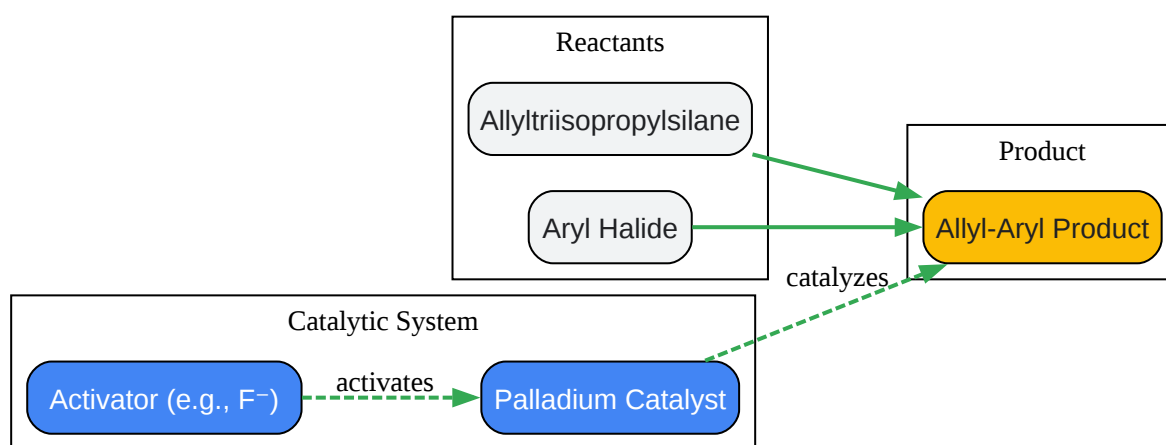 Reactants
Allyltriisopropylsilane
Aryl Halide
Product
Allyl-Aryl Product
catalyzes
Catalytic System
Activator (e.g., F⁻)
activates
Palladium Catalyst